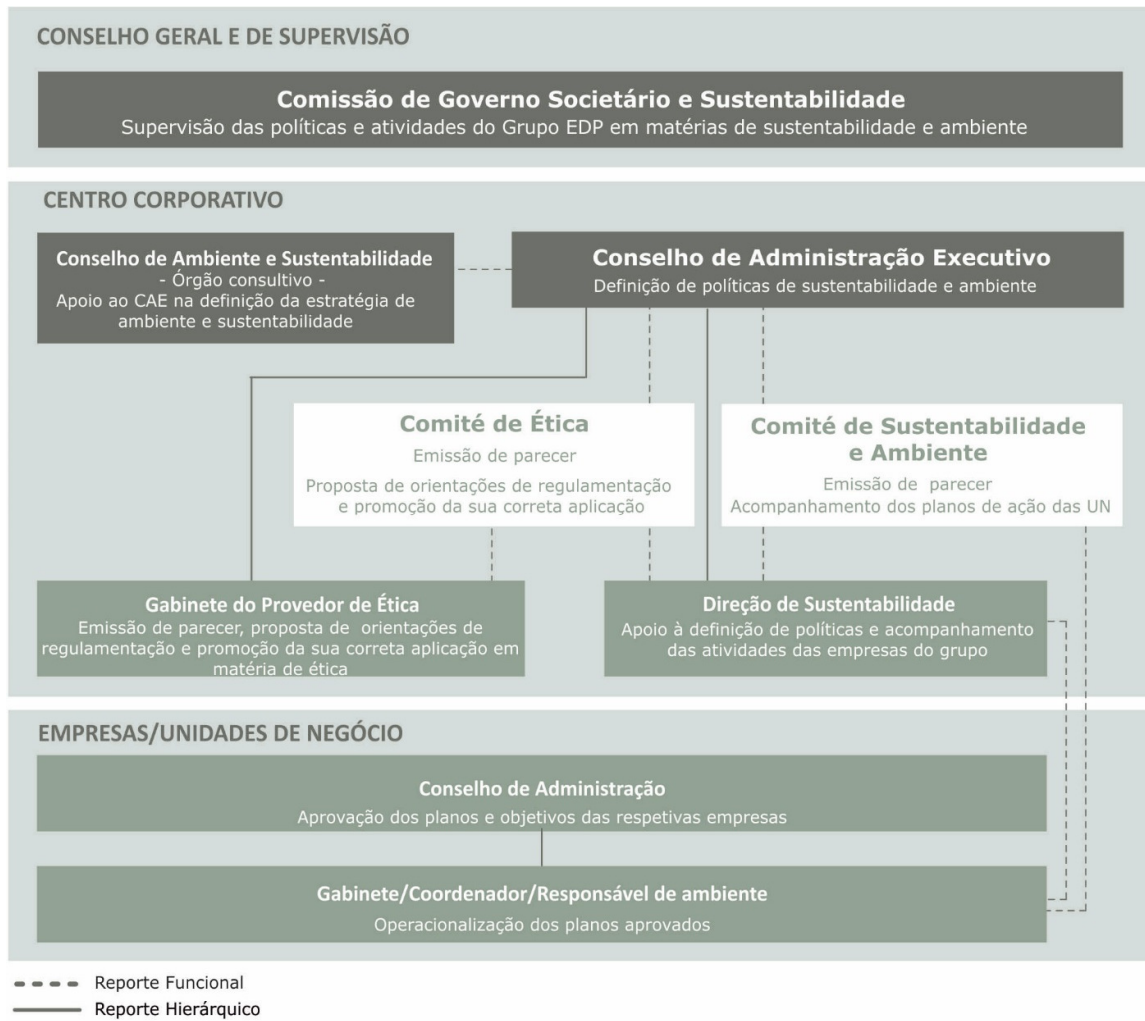 CONSELHO GERAL E DE SUPERVISÃO
Comissão de Governo Societário e Sustentabilidade
Supervisão das políticas e atividades do Grupo EDP em matérias de sustentabilidade e ambiente
CENTRO CORPORATIVO
Conselho de Ambiente e Sustentabilidade
- Órgão consultivo -
Apoio ao CAE na definição da estratégia de
ambiente e sustentabilidade
Conselho de Administração Executivo
Definição de políticas de sustentabilidade e ambiente
Comité de Ética
Emissão de parecer
Proposta de orientações de regulamentação
e promoção da sua correta aplicação
Comité de Sustentabilidade
e Ambiente
Emissão de parecer
Acompanhamento dos planos de ação das UN
Gabinete do Provedor de Ética
Emissão de parecer, proposta de orientações de
regulamentação e promoção da sua correta aplicação em
matéria de ética
Direção de Sustentabilidade
Apoio à definição de políticas e acompanhamento
das atividades das empresas do grupo
EMPRESAS/UNIDADES DE NEGÓCIO
Conselho de Administração
Aprovação dos planos e objetivos das respetivas empresas
Gabinete/Coordenador/Responsável de ambiente
Operacionalização dos planos aprovados
Reporte Funcional
Reporte Hierárquico